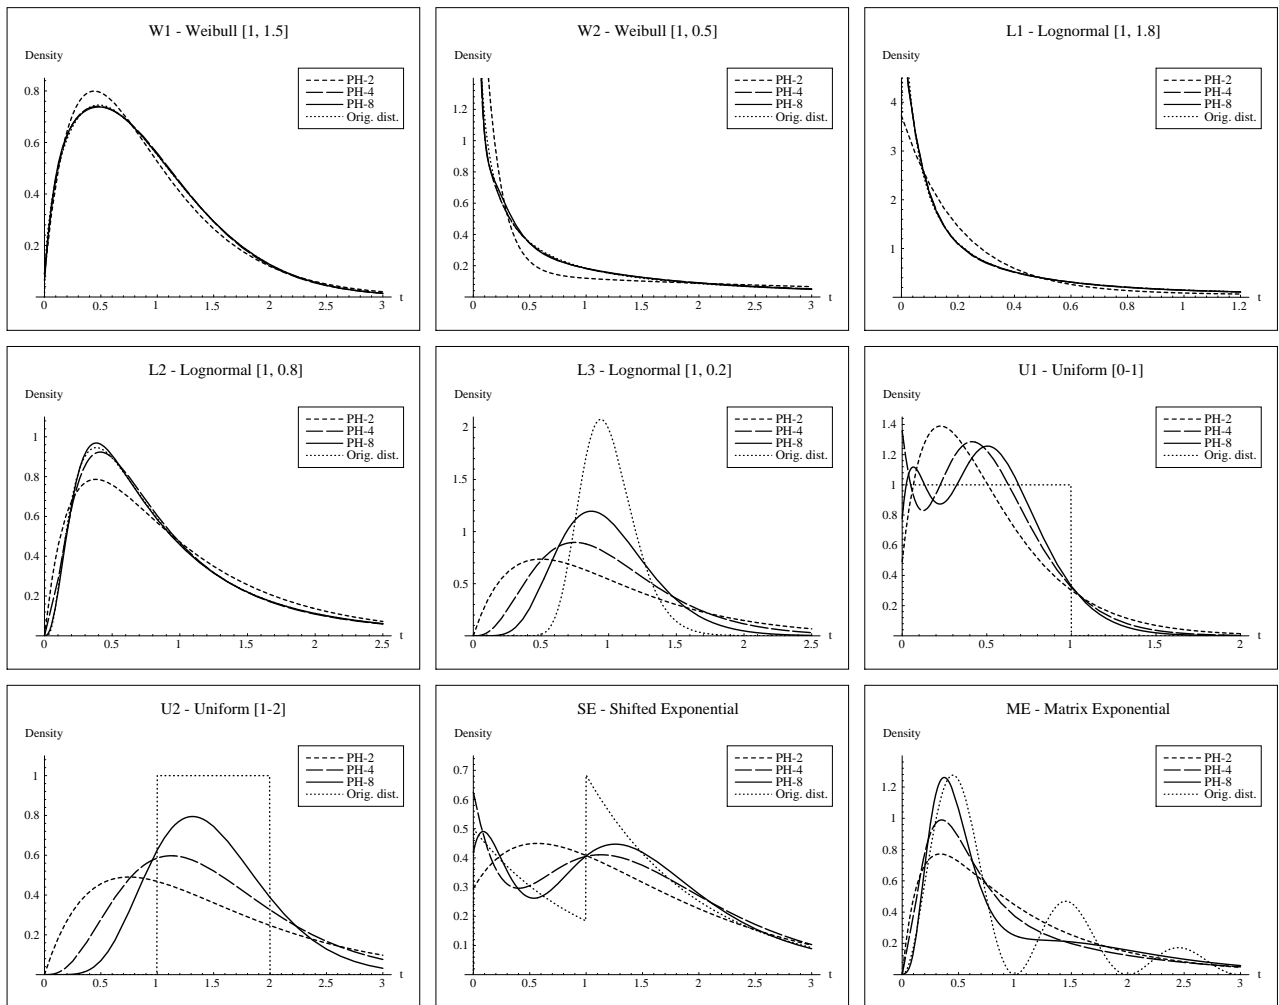 W1 - Weibull [1, 1.5]
Density
PH-2
PH-4
PH-8
Orig. dist.
0.8
0.6
0.4
0.2
0 0.5 1 1.5 2 2.5 t
W2 - Weibull [1, 0.5]
Density
PH-2
PH-4
PH-8
Orig. dist.
1.2
1
0.8
0.6
0.4
0.2
0 0.5 1 1.5 2 2.5 3 t
L1 - Lognormal [1, 1.8]
Density
PH-2
PH-4
PH-8
Orig. dist.
4
3
2
1
0 0.2 0.4 0.6 0.8 1 1.2 t
L2 - Lognormal [1, 0.8]
Density
PH-2
PH-4
PH-8
Orig. dist.
1
0.8
0.6
0.4
0.2
0 0.5 1 1.5 2 2.5 t
L3 - Lognormal [1, 0.2]
Density
PH-2
PH-4
PH-8
Orig. dist.
2
1.5
1
0.5
0 0.5 1 1.5 2 2.5 t
U1 - Uniform [0-1]
Density
PH-2
PH-4
PH-8
Orig. dist.
1.4
1.2
1
0.8
0.6
0.4
0.2
0 0.5 1 1.5 2 t
U2 - Uniform [1-2]
Density
PH-2
PH-4
PH-8
Orig. dist.
1
0.8
0.6
0.4
0.2
0 0.5 1 1.5 2 2.5 3 t
SE - Shifted Exponential
Density
PH-2
PH-4
PH-8
Orig. dist.
0.7
0.6
0.5
0.4
0.3
0.2
0.1
0 0.5 1 1.5 2 2.5 3 t
ME - Matrix Exponential
Density
PH-2
PH-4
PH-8
Orig. dist.
1.2
1
0.8
0.6
0.4
0.2
0 0.5 1 1.5 2 2.5 3 t